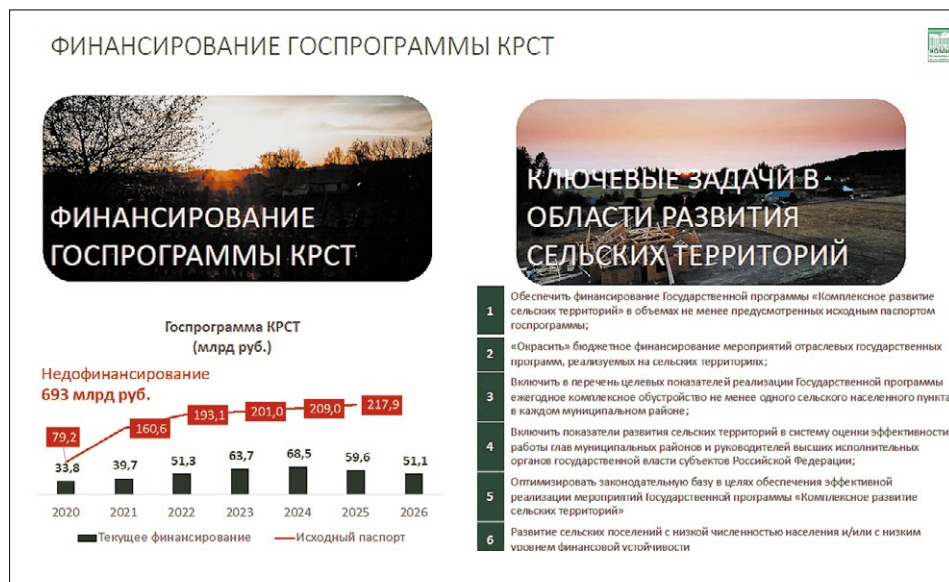 ФИНАНСИРОВАНИЕ ГОСПРОГРАММЫ КРСТ
ФИНАНСИРОВАНИЕ
ГОСПРОГРАММЫ КРСТ
Госпрограмма КРСТ
(млрд руб.)
Недофинансирование
693 млрд руб.
79,2
160,6
193,1
201,0
209,0
217,9
33,8
39,7
51,3
63,7
68,5
59,6
51,1
2020 2021 2022 2023 2024 2025 2026
Текущее финансирование
Исходный паспорт
КЛЮЧЕВЫЕ ЗАДАЧИ В
ОБЛАСТИ РАЗВИТИЯ
СЕЛЬСКИХ ТЕРРИТОРИЙ
1
Обеспечить финансирование Государственной программы «Комплексное развитие
сельских территорий» в объемах не менее предусмотренных исходным паспортом
госпрограммы;
2
«Окрасить» бюджетное финансирование мероприятий отраслевых государственных
программ, реализуемых на сельских территориях;
3
Включить в перечень целевых показателей реализации Государственной программы
ежегодное комплексное обустройство не менее одного сельского населенного пункта
в каждом муниципальном районе;
4
Включить показатели развития сельских территорий в систему оценки эффективности
работы глав муниципальных районов и руководителей высших исполнительных
органов государственной власти субъектов Российской Федерации;
5
Оптимизировать законодательную базу в целях обеспечения эффективной
реализации мероприятий Государственной программы «Комплексное развитие
сельских территорий»
6
Развитие сельских поселений с низкой численностью населения и/или с низким
уровнем финансовой устойчивости